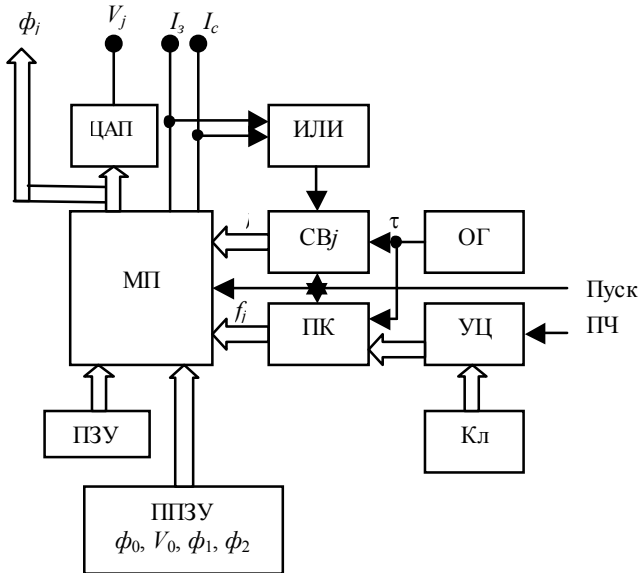 ϕj Vj Iз Iс
ЦАП ИЛИ
j СВj τ ОГ
МП Пуск
fj ПК УЦ ПЧ
ПЗУ Кл
ППЗУ
ϕ0, V0, ϕ1, ϕ2